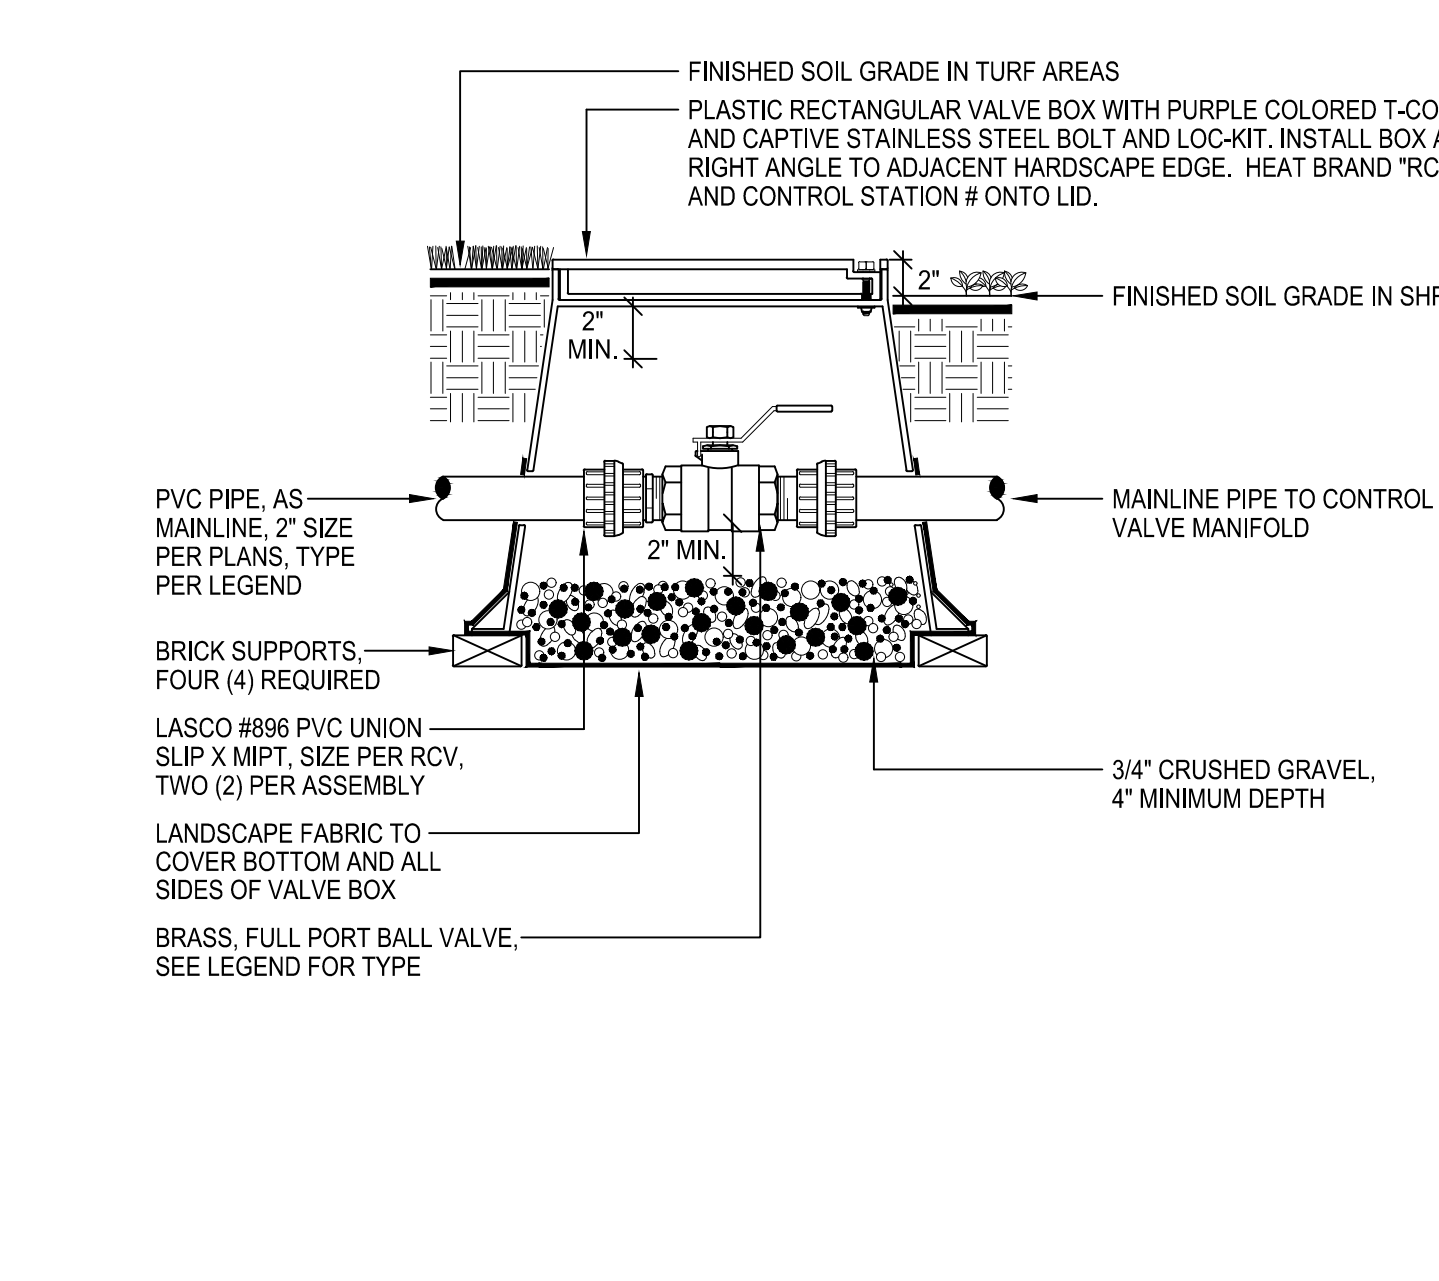 FINISHED SOIL GRADE IN TURF AREAS
PLASTIC RECTANGULAR VALVE BOX WITH PURPLE COLORED
AND CAPTIVE STAINLESS STEEL BOLT AND LOC-KIT. INSTALL BOX
RIGHT ANGLE TO ADJACENT HARDSCAPE EDGE. HEAT BRAND "RC
AND CONTROL STATION # ONTO LID.
2"
FINISHED SOIL GRADE IN
2"
MIN.
PVC PIPE, AS
MAINLINE, 2" SIZE
PER PLANS, TYPE
PER LEGEND
MAINLINE PIPE TO CONTROL
VALVE MANIFOLD
2" MIN.
BRICK SUPPORTS,
FOUR (4) REQUIRED
LASCO #896 PVC UNION
SLIP X MIPT, SIZE PER RCV,
TWO (2) PER ASSEMBLY
3/4" CRUSHED GRAVEL,
4" MINIMUM DEPTH
LANDSCAPE FABRIC TO
COVER BOTTOM AND ALL
SIDES OF VALVE BOX
BRASS, FULL PORT BALL VALVE,
SEE LEGEND FOR TYPE